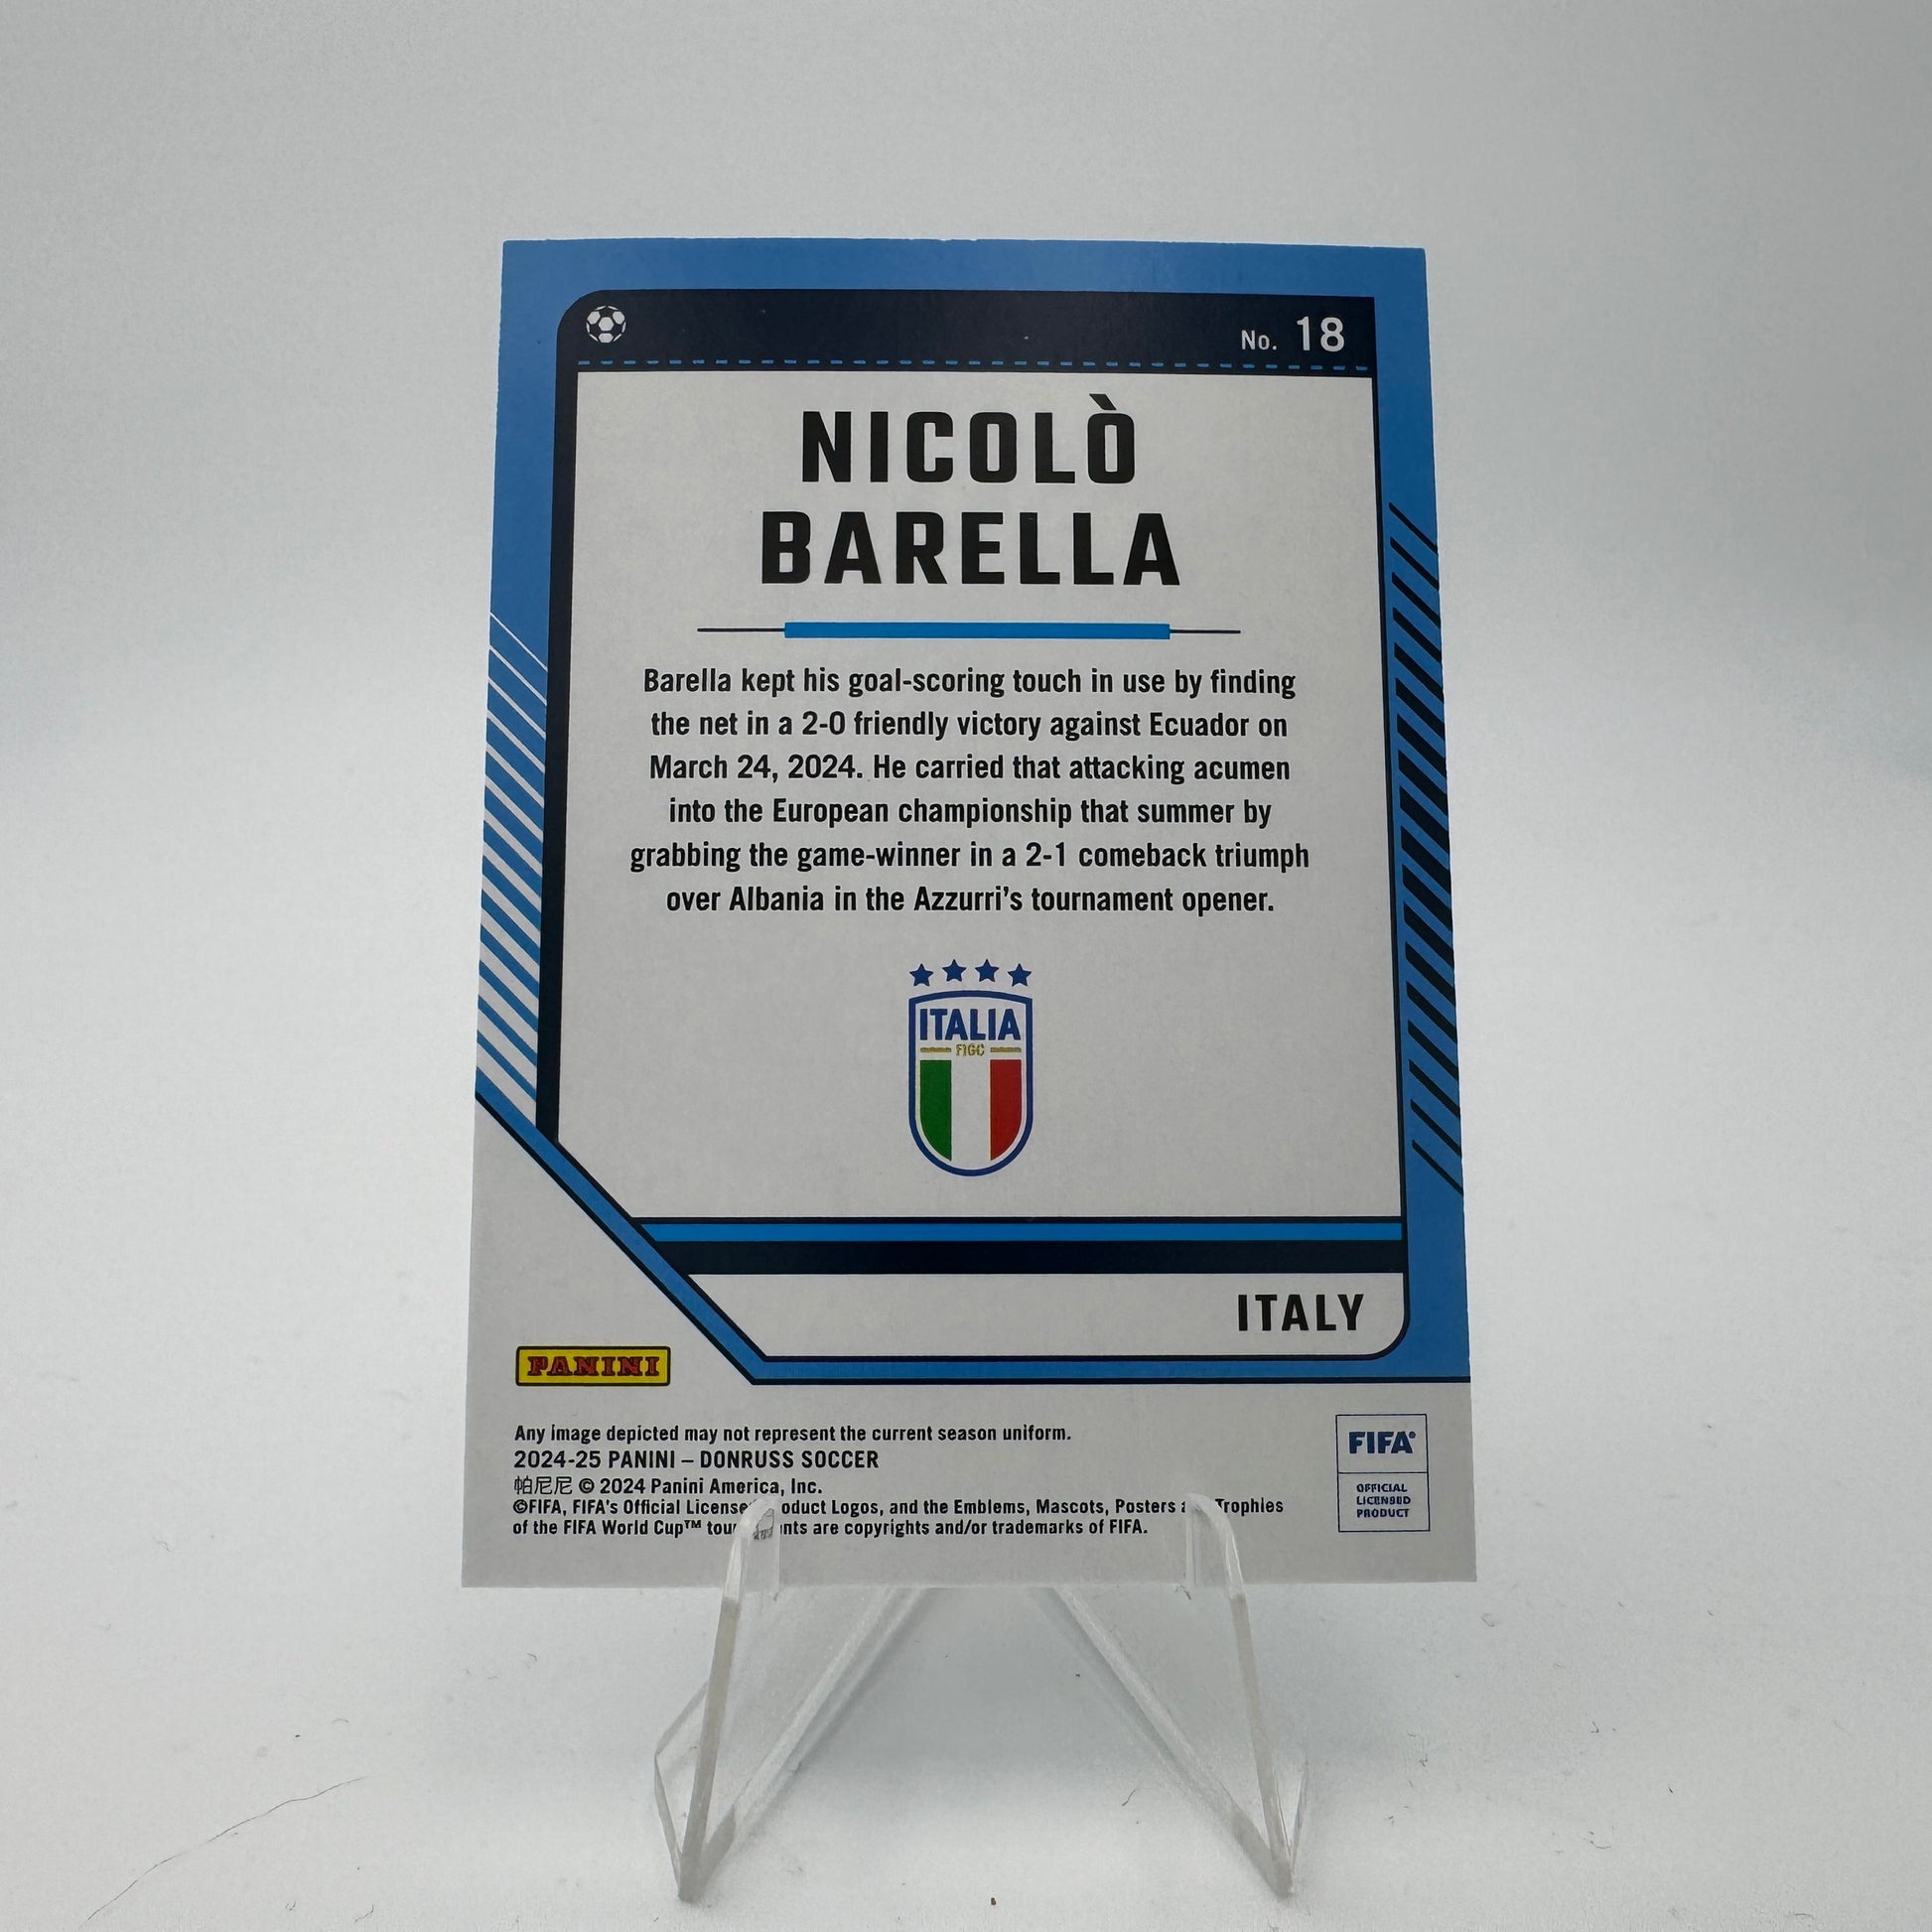 No. 18
NICOLÒ
BARELLA
Barella kept his goal-scoring touch in use by finding
the net in a 2-0 friendly victory against Ecuador on
March 24, 2024. He carried that attacking acumen
into the European championship that summer by
grabbing the game-winner in a 2-1 comeback triumph
over Albania in the Azzurri's tournament opener.
ITALIA
FIGC
ITALY
PANINI
Any image depicted may not represent the current season uniform.
2024-25 PANINI – DONRUSS SOCCER
帕尼尼 © 2024 Panini America, Inc.
©FIFA, FIFA's Official Logos, and the Emblems, Mascots, Posters Trophies
of the FIFA World Cup™ are copyrights and/or trademarks of FIFA.
FIFA®
OFFICIAL
LICENSED
PRODUCT